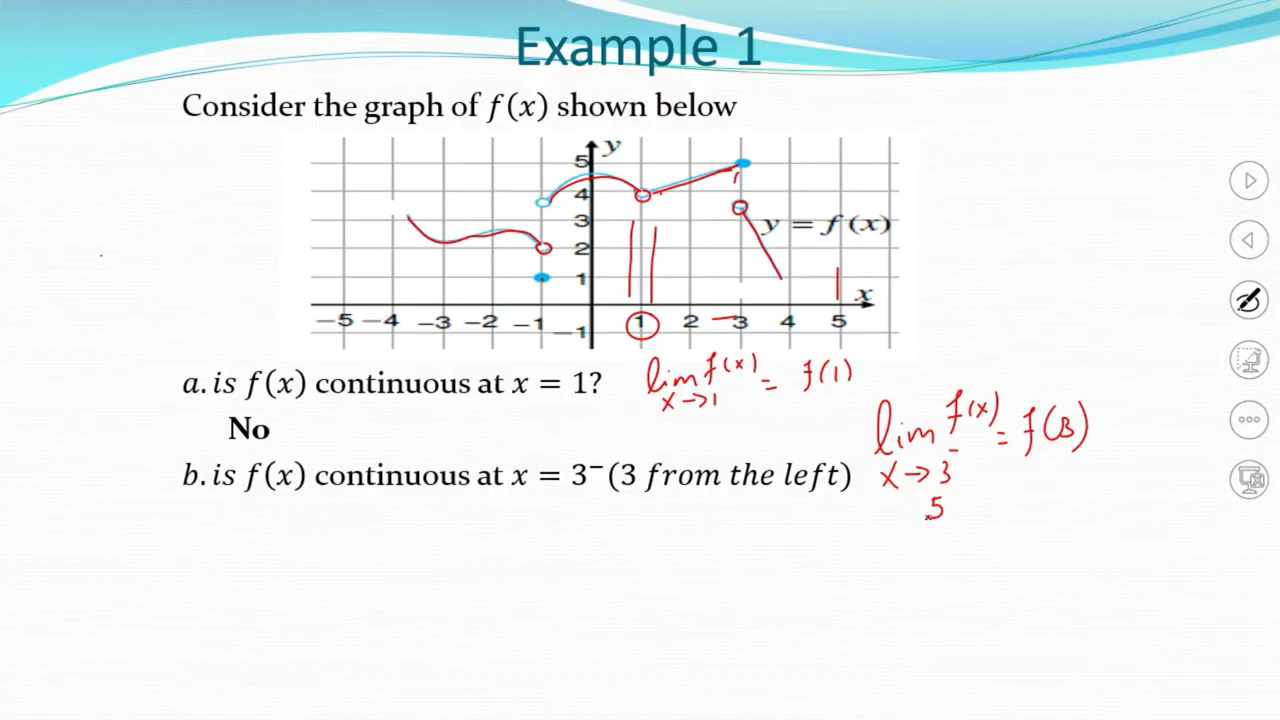 Example 1
Consider the graph of f(x) shown below
y
5
4
3
2
1
−1
y = f(x)
x
−5 −4 −3 −2 −1 1 2 3 4 5
a. is f(x) continuous at x = 1?
lim f(x) = f(1)
x→1
No
lim f(x) = f(3)
b. is f(x) continuous at x = 3⁻ (3 from the left)
x→3⁻
5